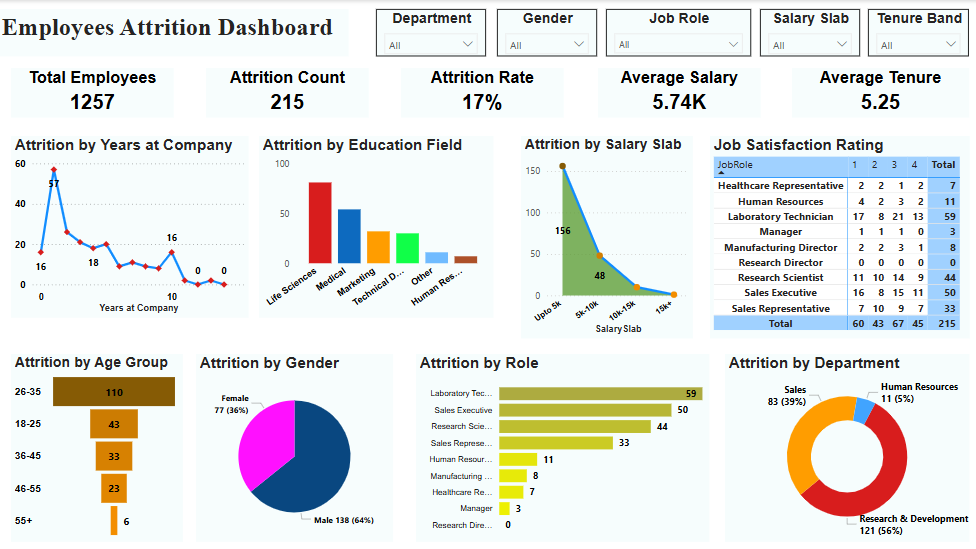 Employees Attrition Dashboard
Department
All
Gender
All
Job Role
All
Salary Slab
All
Tenure Band
All
Total Employees
1257
Attrition Count
215
Attrition Rate
17%
Average Salary
5.74K
Average Tenure
5.25
Attrition by Years at Company
60
40
20
0
57
16
18
16
0
0
0
10
Years at Company
Attrition by Education Field
100
50
0
Life Sciences
Medical
Marketing
Technical D...
Other
Human Res...
Attrition by Salary Slab
150
100
50
0
156
48
Upto 5k
5k-10k
10k-15k
15k+
SalarySlab
Job Satisfaction Rating
JobRole 1 2 3 4 Total
Healthcare Representative 2 2 1 2 7
Human Resources 4 2 3 2 11
Laboratory Technician 17 8 21 13 59
Manager 1 1 1 0 3
Manufacturing Director 2 2 3 1 8
Research Director 0 0 0 0 0
Research Scientist 11 10 14 9 44
Sales Executive 16 8 15 11 50
Sales Representative 7 10 9 7 33
Total 60 43 67 45 215
Attrition by Age Group
26-35 110
18-25 43
36-45 33
46-55 23
55+ 6
Attrition by Gender
Female
77 (36%)
Male 138 (64%)
Attrition by Role
Laboratory Tec... 59
Sales Executive 50
Research Scie... 44
Sales Represe... 33
Human Resour... 11
Manufacturing ... 8
Healthcare Re... 7
Manager 3
Research Dire... 0
Attrition by Department
Sales
83 (39%)
Human Resources
11 (5%)
Research & Development
121 (56%)